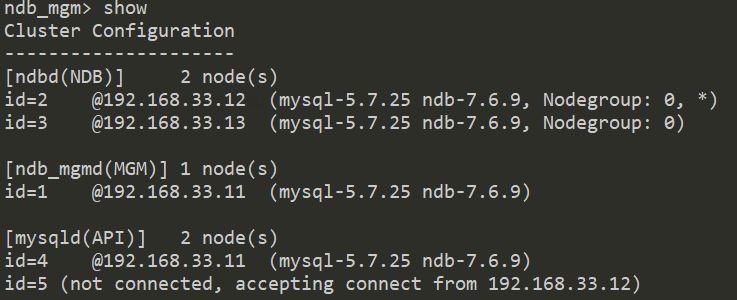 ndb_mgm> show
Cluster Configuration
---------------------
[ndbd(NDB)]     2 node(s)
id=2    @192.168.33.12  (mysql-5.7.25 ndb-7.6.9, Nodegroup: 0, *)
id=3    @192.168.33.13  (mysql-5.7.25 ndb-7.6.9, Nodegroup: 0)

[ndb_mgmd(MGM)] 1 node(s)
id=1    @192.168.33.11  (mysql-5.7.25 ndb-7.6.9)

[mysqld(API)]   2 node(s)
id=4    @192.168.33.11  (mysql-5.7.25 ndb-7.6.9)
id=5 (not connected, accepting connect from 192.168.33.12)